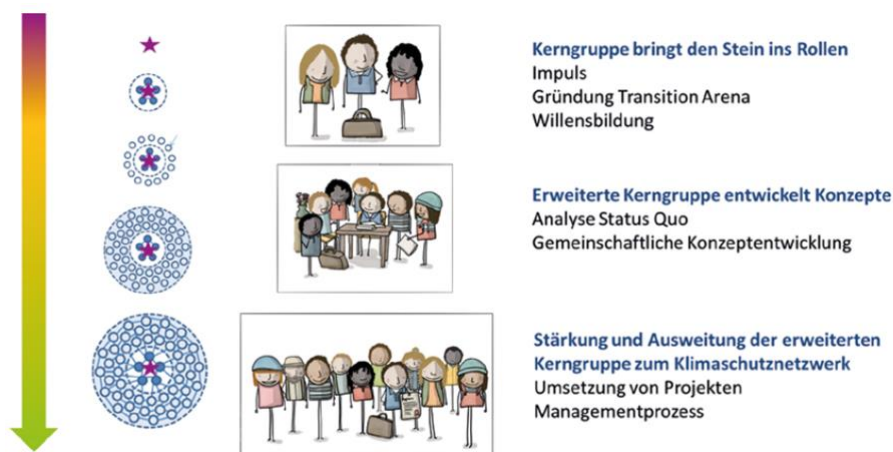 Kerngruppe bringt den Stein ins Rollen
Impuls
Gründung Transition Arena
Willensbildung
Erweiterte Kerngruppe entwickelt Konzepte
Analyse Status Quo
Gemeinschaftliche Konzeptentwicklung
Stärkung und Ausweitung der erweiterten
Kerngruppe zum Klimaschutznetzwerk
Umsetzung von Projekten
Managementprozess